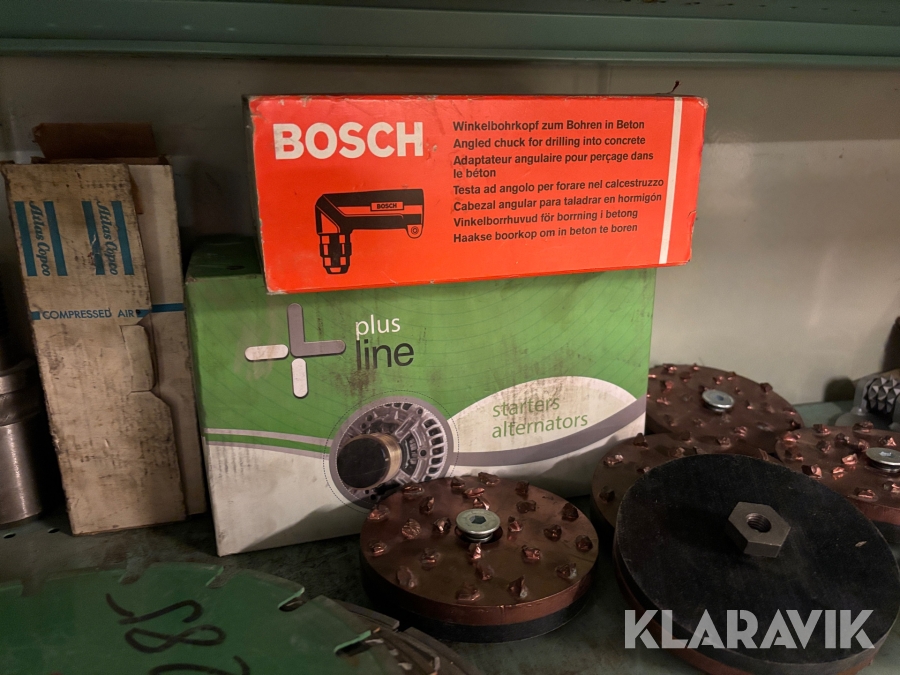 BOSCH
Winkelbohrkopf zum Bohren in Beton
Angled chuck for drilling into concrete
Adaptateur angulaire pour perçage dans
le béton
Testa ad angolo per forare nel calcestruzzo
Cabezal angular para taladrar en hormigón
Vinkelborrhuvud för borrning i betong
Haakse boorkop om in beton te boren
BOSCH
Atlas Copco
Atlas Copco
COMPRESSED AIR
plus
line
starters
alternators
58
KLARAVIK